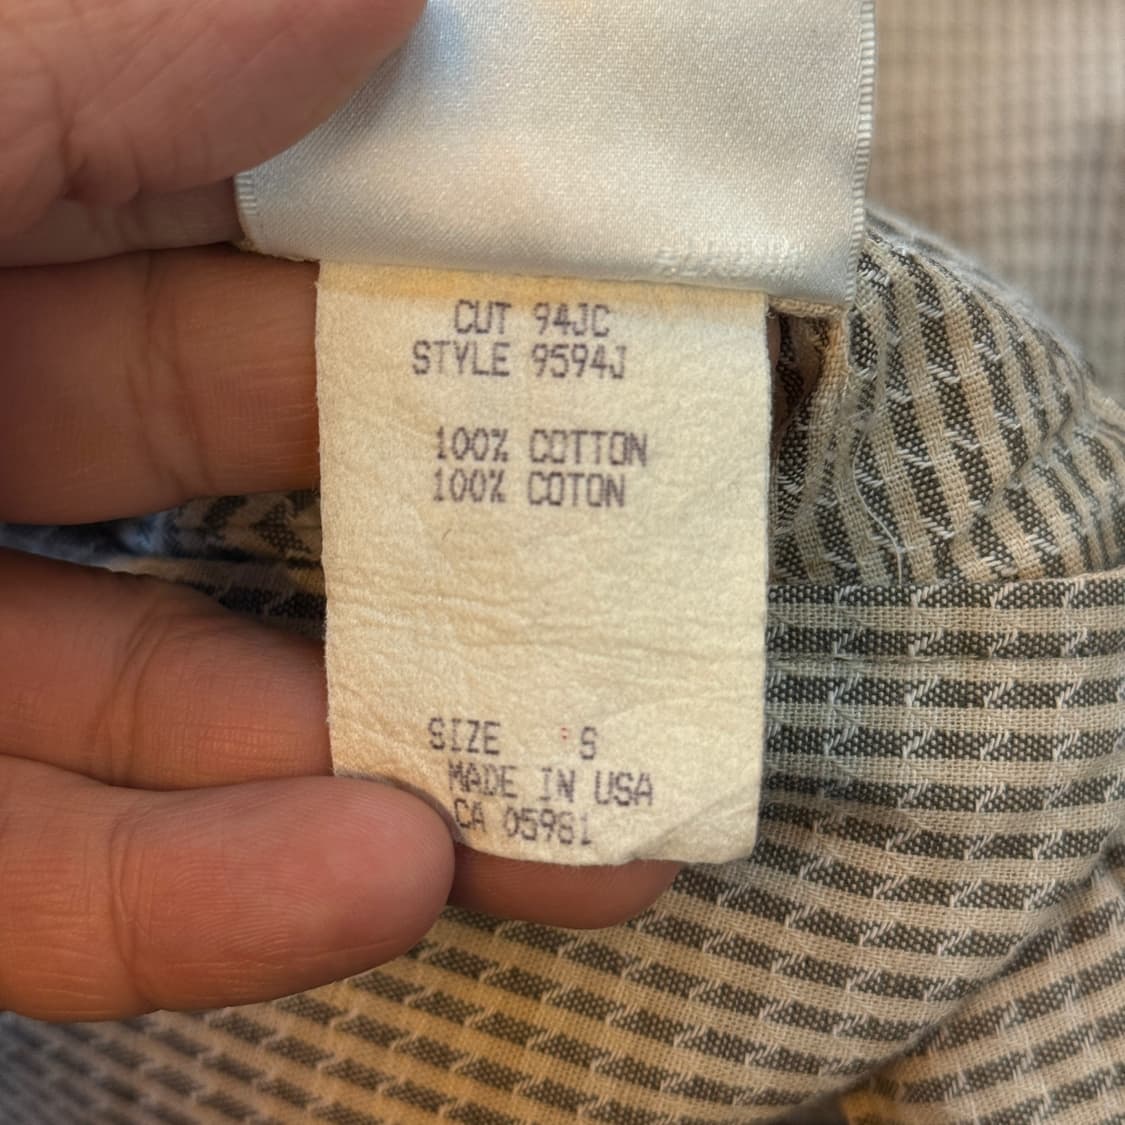 CUT 94JC
STYLE 9594J
100% COTTON
100% COTON
SIZE S
MADE IN USA
CA 05981